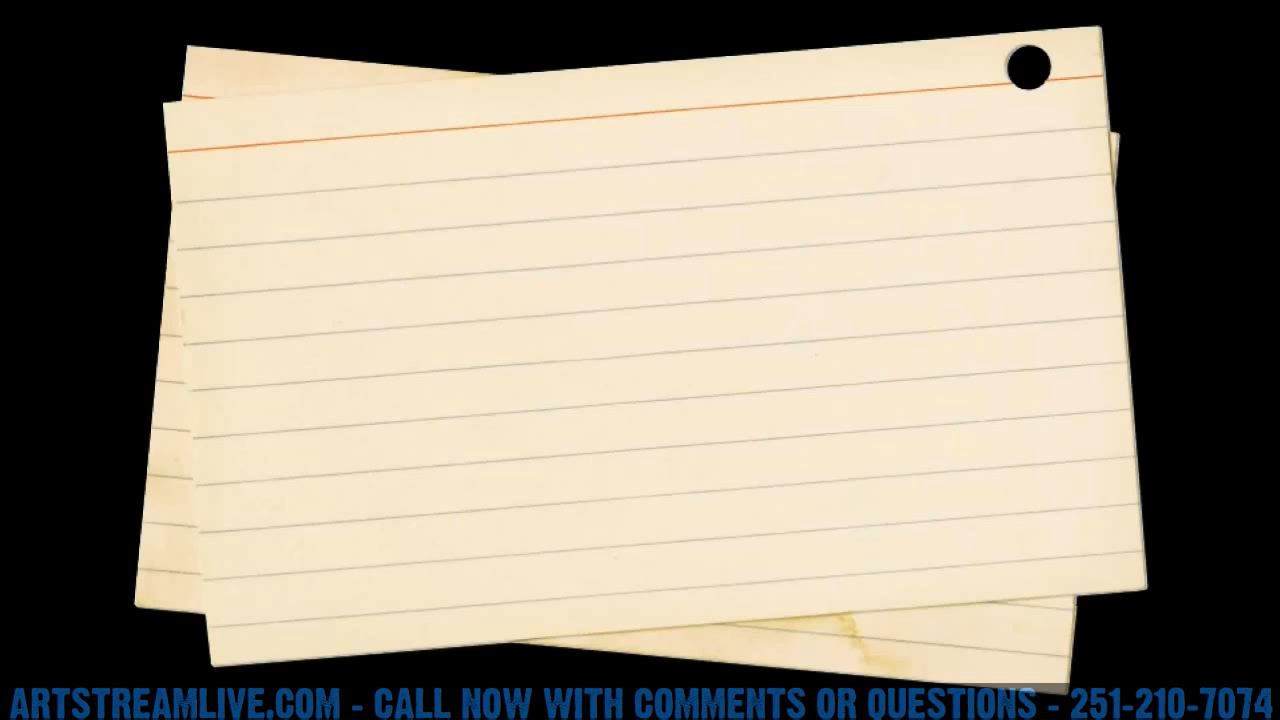 ARTSTREAMLIVE.COM - CALL NOW WITH COMMENTS OR QUESTIONS - 251-210-7074